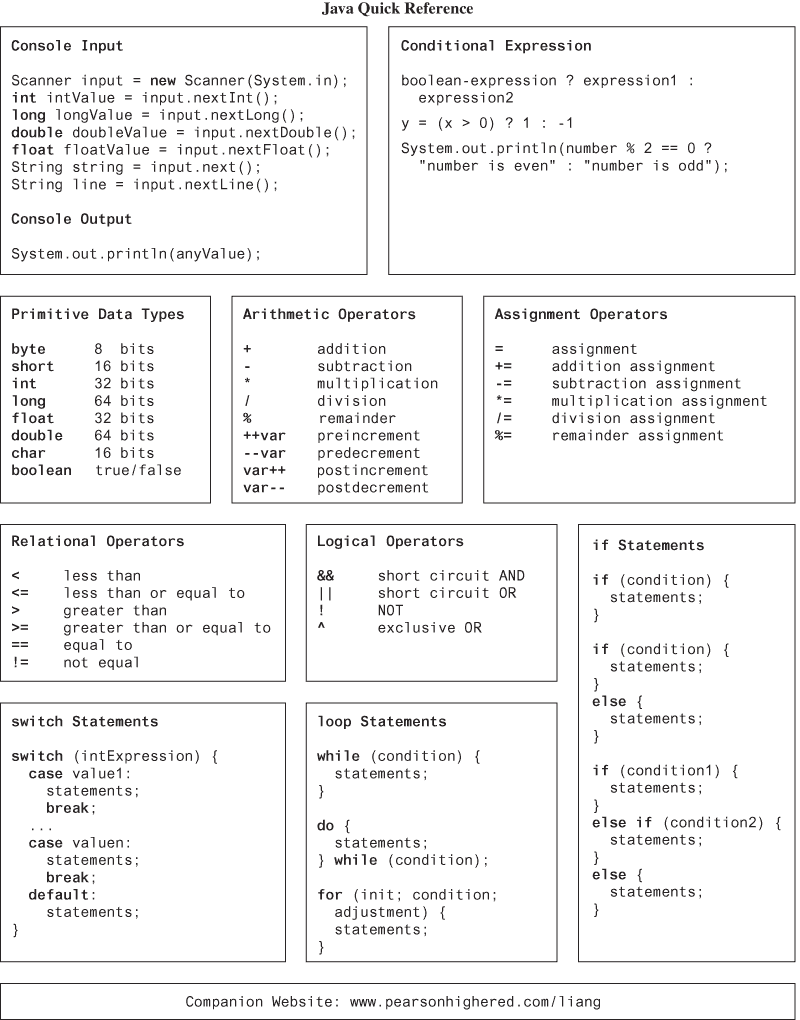 Java Quick Reference
Console Input
Scanner input = new Scanner(System.in);
int intValue = input.nextInt();
long longValue = input.nextLong();
double doubleValue = input.nextDouble();
float floatValue = input.nextFloat();
String string = input.next();
String line = input.nextLine();
Console Output
System.out.println(anyValue);
Conditional Expression
boolean-expression ? expression1 :
expression2
y = (x > 0) ? 1 : -1
System.out.println(number % 2 == 0 ?
"number is even" : "number is odd");
Primitive Data Types
byte 8 bits
short 16 bits
int 32 bits
long 64 bits
float 32 bits
double 64 bits
char 16 bits
boolean true/false
Arithmetic Operators
+ addition
- subtraction
* multiplication
/ division
% remainder
++var preincrement
--var predecrement
var++ postincrement
var-- postdecrement
Assignment Operators
= assignment
+= addition assignment
-= subtraction assignment
*= multiplication assignment
/= division assignment
%= remainder assignment
Relational Operators
< less than
<= less than or equal to
> greater than
>= greater than or equal to
== equal to
!= not equal
Logical Operators
&& short circuit AND
|| short circuit OR
! NOT
^ exclusive OR
if Statements
if (condition) {
statements;
}
if (condition) {
statements;
}
else {
statements;
}
if (condition1) {
statements;
}
else if (condition2) {
statements;
}
else {
statements;
}
switch Statements
switch (intExpression) {
case value1:
statements;
break;
...
case valuen:
statements;
break;
default:
statements;
}
loop Statements
while (condition) {
statements;
}
do {
statements;
} while (condition);
for (init; condition;
adjustment) {
statements;
}
Companion Website: www.pearsonhighered.com/liang